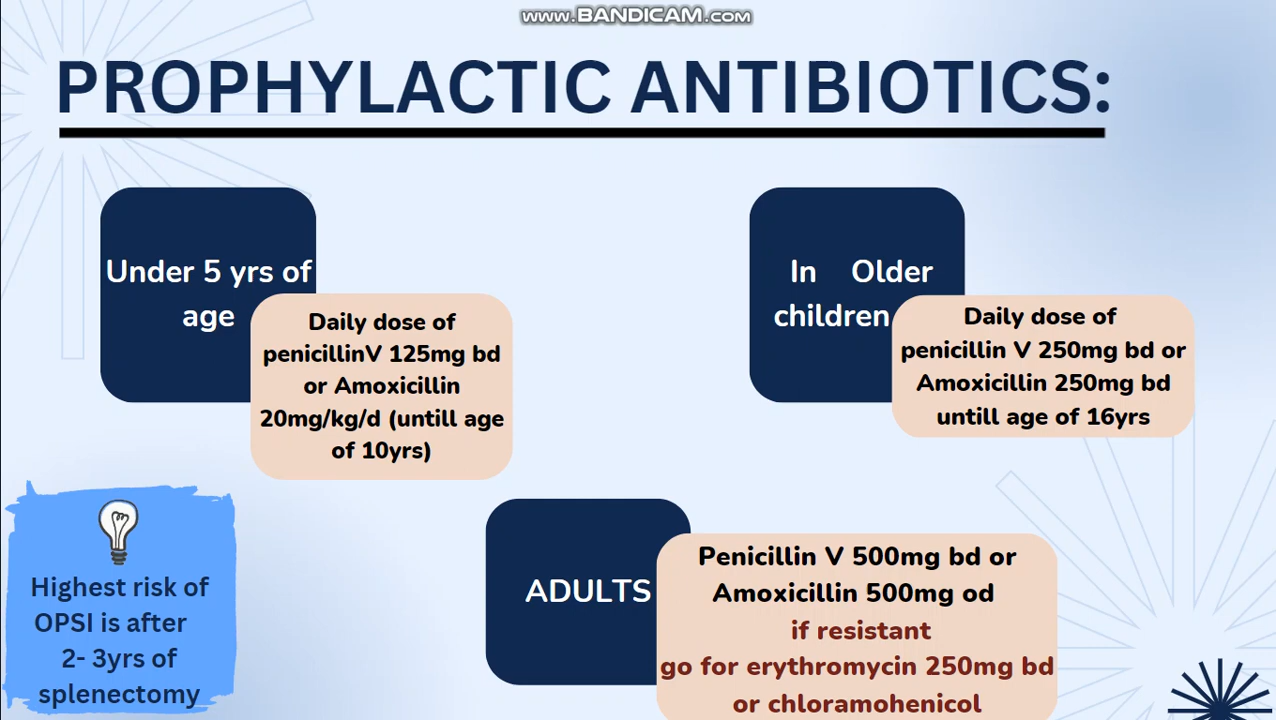 www.BANDICAM.com
PROPHYLACTIC ANTIBIOTICS:
Under 5 yrs of
age
Daily dose of
penicillinV 125mg bd
or Amoxicillin
20mg/kg/d (untill age
of 10yrs)
In Older
children
Daily dose of
penicillin V 250mg bd or
Amoxicillin 250mg bd
untill age of 16yrs
Highest risk of
OPSI is after
2- 3yrs of
splenectomy
ADULTS
Penicillin V 500mg bd or
Amoxicillin 500mg od
if resistant
go for erythromycin 250mg bd
or chloramohenicol